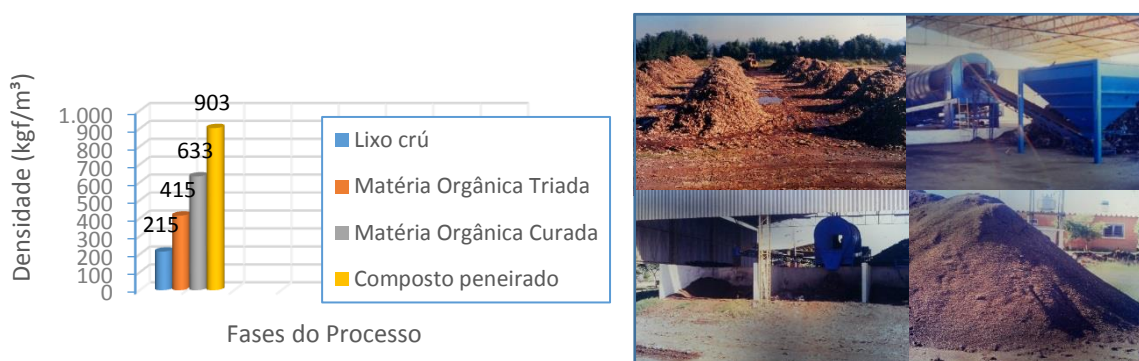 Densidade (kgf/m³)
1.000
900
800
700
600
500
400
300
200
100
0
215
415
633
903
Lixo crú
Matéria Orgânica Triada
Matéria Orgânica Curada
Composto peneirado
Fases do Processo